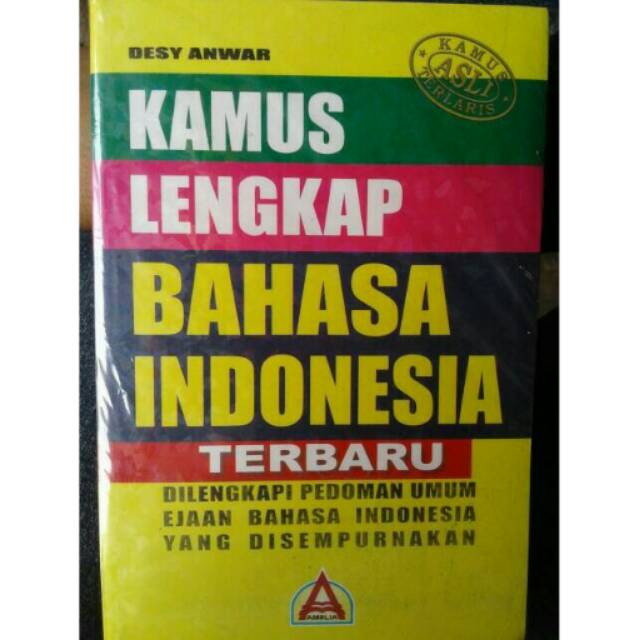 DESY ANWAR
KAMUS
ASLI
TERLARIS
KAMUS
LENGKAP
BAHASA
INDONESIA
TERBARU
DILENGKAPI PEDOMAN UMUM
EJAAN BAHASA INDONESIA
YANG DISEMPURNAKAN
AMELIA